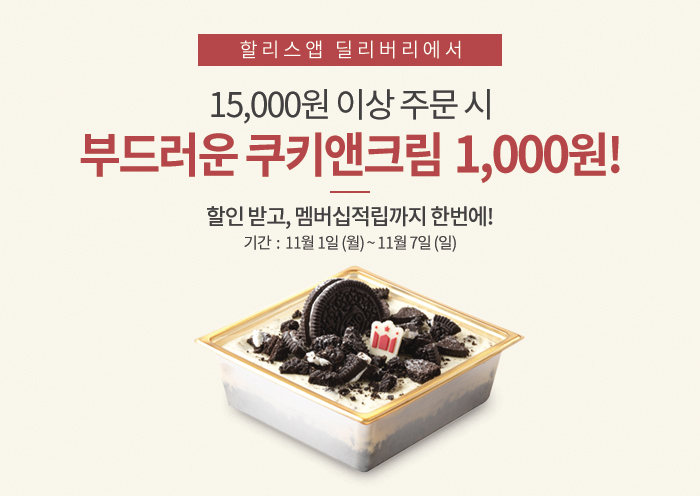 할리스앱 딜리버리에서
15,000원 이상 주문 시
부드러운 쿠키앤크림 1,000원!
할인 받고, 멤버십적립까지 한번에!
기간 : 11월 1일 (월) ~ 11월 7일 (일)